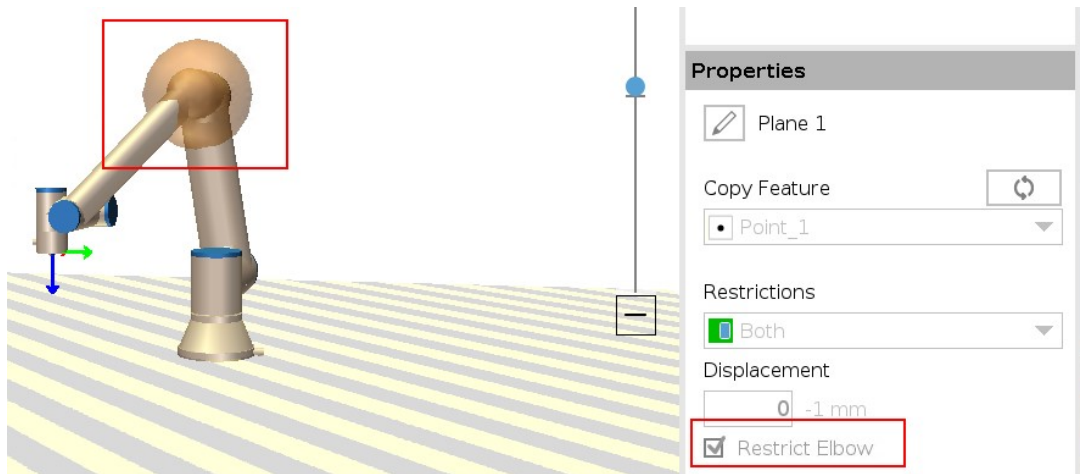 Properties
Plane 1
Copy Feature
Point_1
Restrictions
Both
Displacement
0 -1 mm
Restrict Elbow